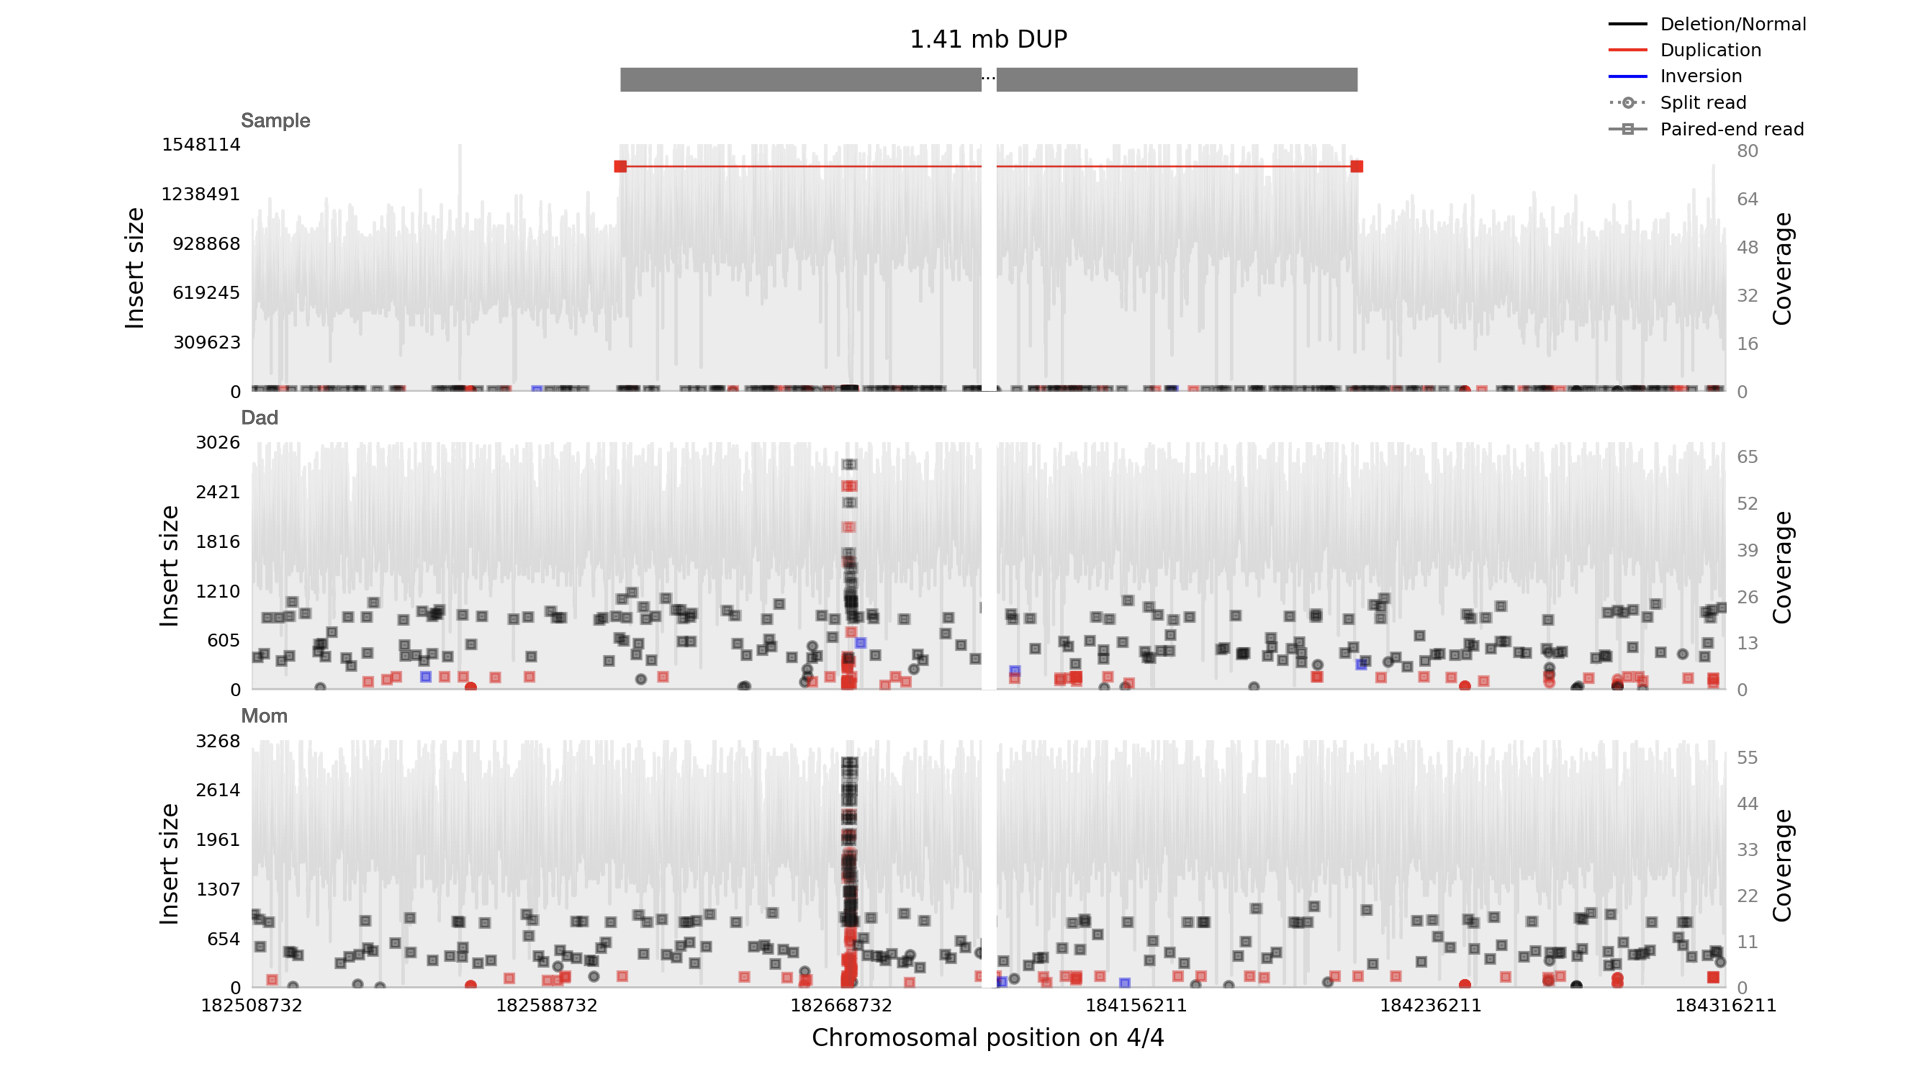 1.41 mb DUP
...
Deletion/Normal
Duplication
Inversion
Split read
Paired-end read
Sample
1548114
1238491
928868
619245
309623
0
Insert size
80
64
48
32
16
0
Coverage
Dad
3026
2421
1816
1210
605
0
Insert size
65
52
39
26
13
0
Coverage
Mom
3268
2614
1961
1307
654
0
Insert size
55
44
33
22
11
0
Coverage
182508732 182588732 182668732 184156211 184236211 184316211
Chromosomal position on 4/4